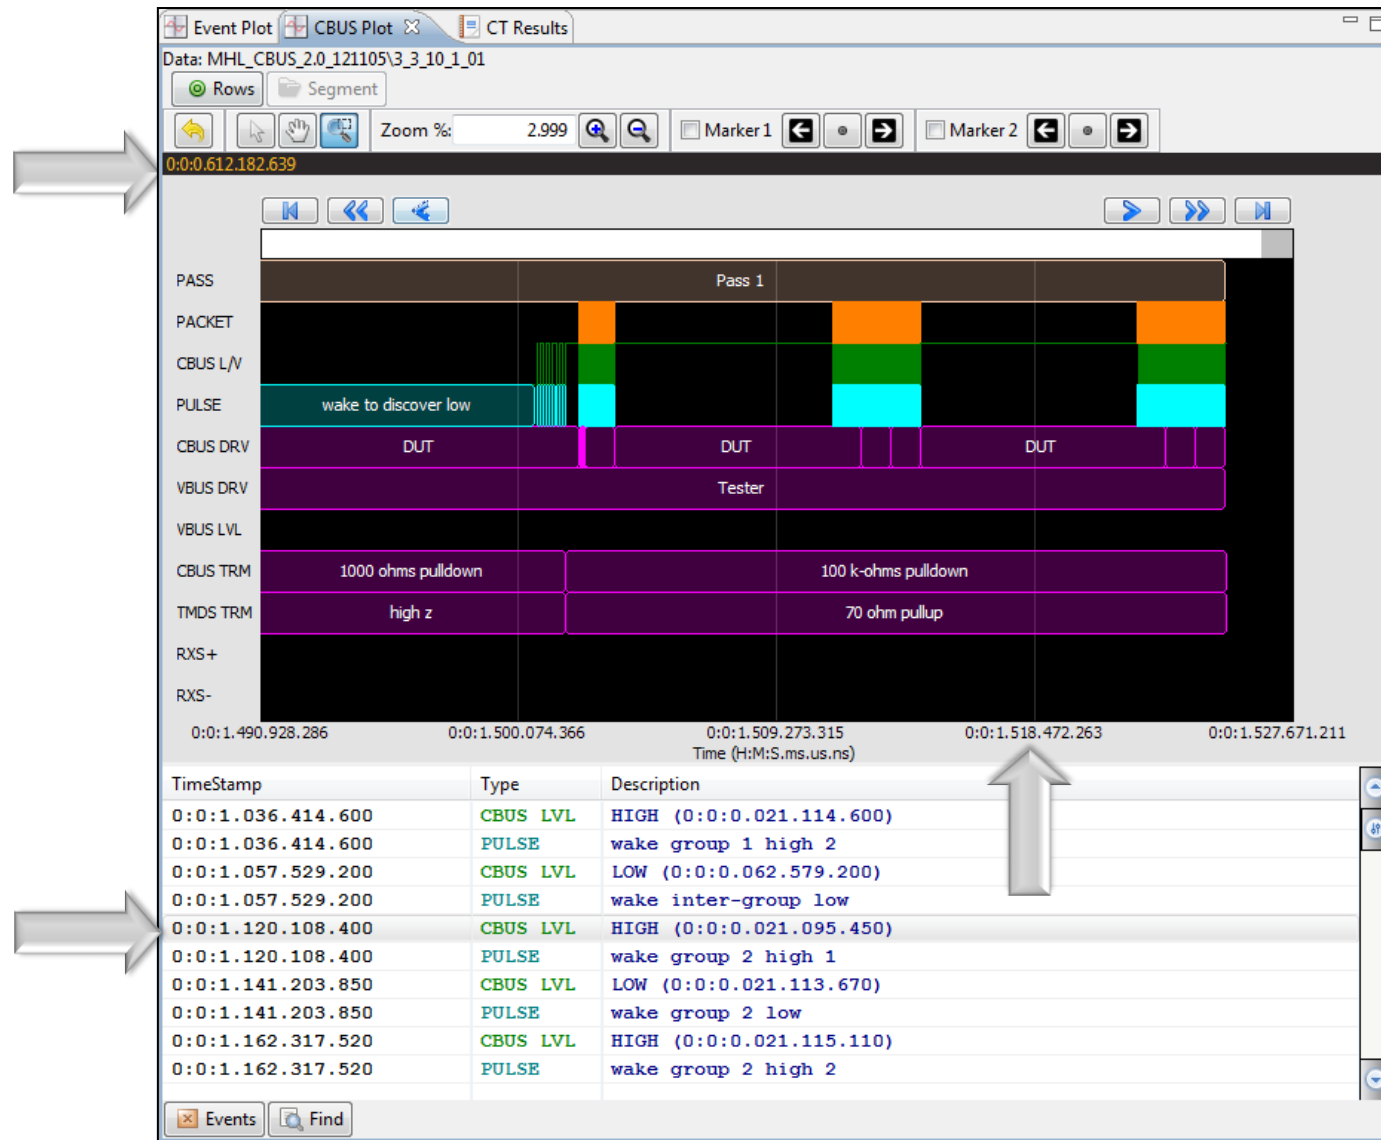 Event Plot CBUS Plot CT Results
Data: MHL_CBUS_2.0_121105\3_3_10_1_01
Rows Segment
Zoom %: 2.999 Marker 1 Marker 2
0:0:0.612.182.639
PASS Pass 1
PACKET
CBUS L/V
PULSE wake to discover low
CBUS DRV DUT DUT DUT
VBUS DRV Tester
VBUS LVL
CBUS TRM 1000 ohms pulldown 100 k-ohms pulldown
TMDS TRM high z 70 ohm pullup
RXS+
RXS-
0:0:1.490.928.286 0:0:1.500.074.366 0:0:1.509.273.315 0:0:1.518.472.263 0:0:1.527.671.211
Time (H:M:S.ms.us.ns)
TimeStamp Type Description
0:0:1.036.414.600 CBUS LVL HIGH (0:0:0.021.114.600)
0:0:1.036.414.600 PULSE wake group 1 high 2
0:0:1.057.529.200 CBUS LVL LOW (0:0:0.062.579.200)
0:0:1.057.529.200 PULSE wake inter-group low
0:0:1.120.108.400 CBUS LVL HIGH (0:0:0.021.095.450)
0:0:1.120.108.400 PULSE wake group 2 high 1
0:0:1.141.203.850 CBUS LVL LOW (0:0:0.021.113.670)
0:0:1.141.203.850 PULSE wake group 2 low
0:0:1.162.317.520 CBUS LVL HIGH (0:0:0.021.115.110)
0:0:1.162.317.520 PULSE wake group 2 high 2
Events Find